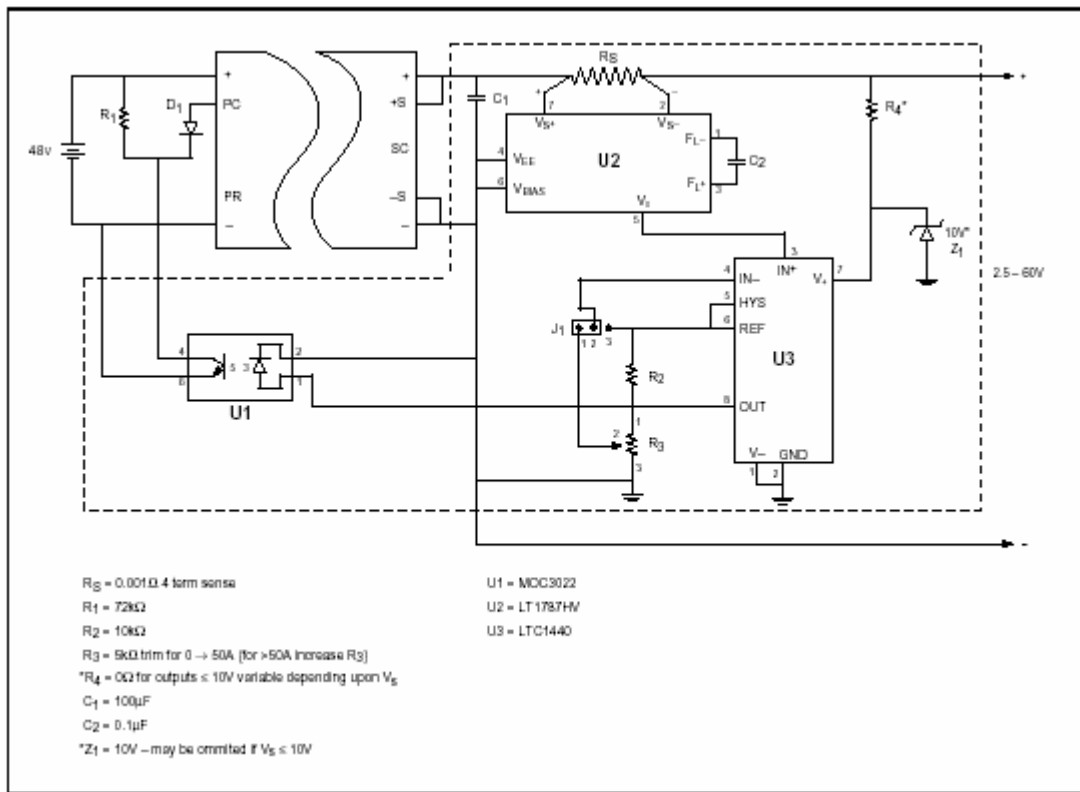 48v
R1
D1
+
PC
PR
–
+
+S
SC
–S
–
C1
RS
+
–
7
2
VS+
VS–
4
VEE
6
VBIAS
U2
FL–
1
FL+
3
C2
5
R4*
10V*
Z1
2.5 – 60V
+
3
IN+
4
IN–
V+
7
5
HYS
6
REF
U3
8
OUT
V–
GND
1
2
J1
1 2
3
R2
1
2
R3
3
4
6
5
3
2
1
U1
-
RS = 0.001Ω 4 term sense
R1 = 72kΩ
R2 = 10kΩ
R3 = 5kΩ trim for 0 → 50A (for >50A increase R3)
*R4 = 0Ω for outputs ≤ 10V variable depending upon VS
C1 = 100µF
C2 = 0.1µF
*Z1 = 10V – may be ommited if VS ≤ 10V
U1 = MOC3022
U2 = LT1787HV
U3 = LTC1440